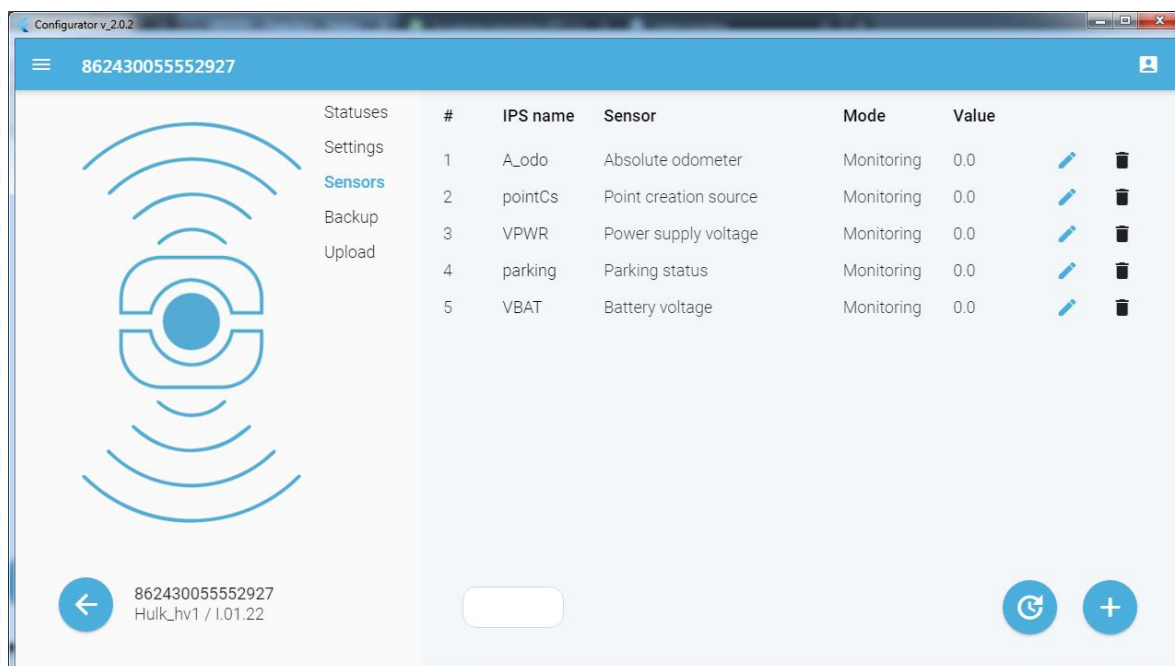 Configurator v_2.0.2
862430055552927
Statuses
Settings
Sensors
Backup
Upload
# IPS name Sensor Mode Value
1 A_odo Absolute odometer Monitoring 0.0
2 pointCs Point creation source Monitoring 0.0
3 VPWR Power supply voltage Monitoring 0.0
4 parking Parking status Monitoring 0.0
5 VBAT Battery voltage Monitoring 0.0
862430055552927
Hulk_hv1 / I.01.22